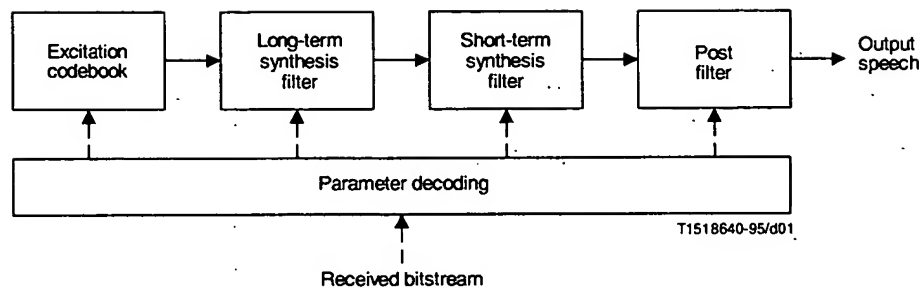 Excitation
codebook
Long-term
synthesis
filter
Short-term
synthesis
filter
Post
filter
Output
speech
Parameter decoding
T1518640-95/d01
Received bitstream